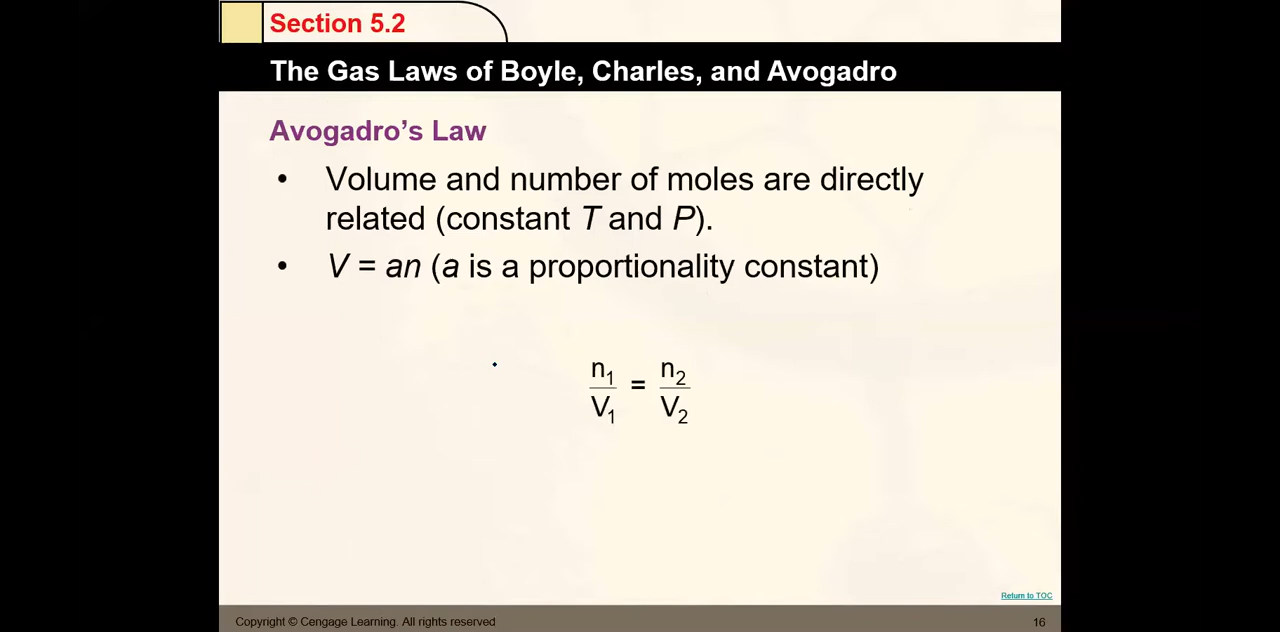 Section 5.2
The Gas Laws of Boyle, Charles, and Avogadro
Avogadro’s Law
• Volume and number of moles are directly
related (constant T and P).
• V = an (a is a proportionality constant)
n₁ / V₁ = n₂ / V₂
Return to TOC
Copyright © Cengage Learning. All rights reserved 16